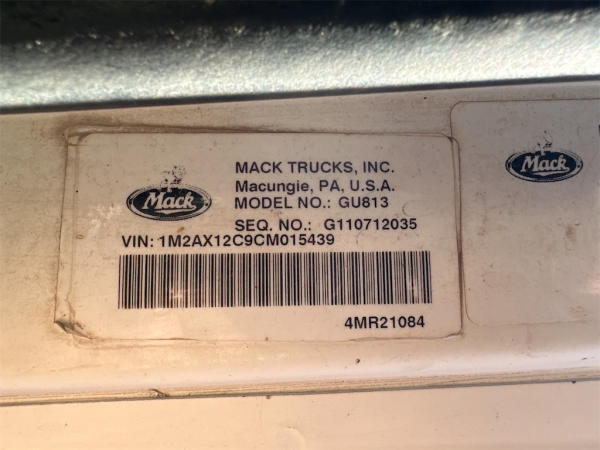 MACK TRUCKS, INC.
Macungie, PA, U.S.A.
MODEL NO.: GU813
SEQ. NO.: G110712035
VIN: 1M2AX12C9CM015439
4MR21084
Mack
Mack